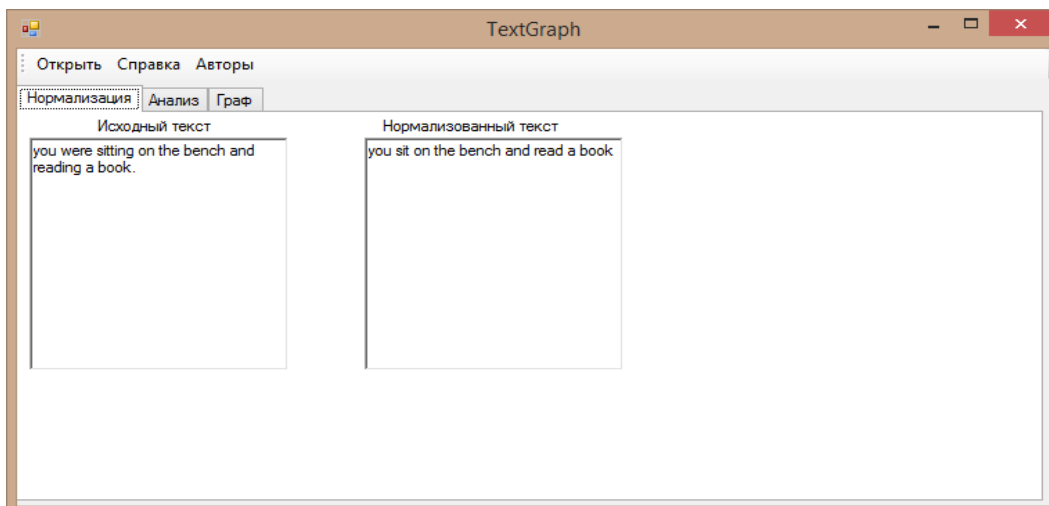 TextGraph
Открыть Справка Авторы
Нормализация Анализ Граф
Исходный текст
you were sitting on the bench and
reading a book.
Нормализованный текст
you sit on the bench and read a book